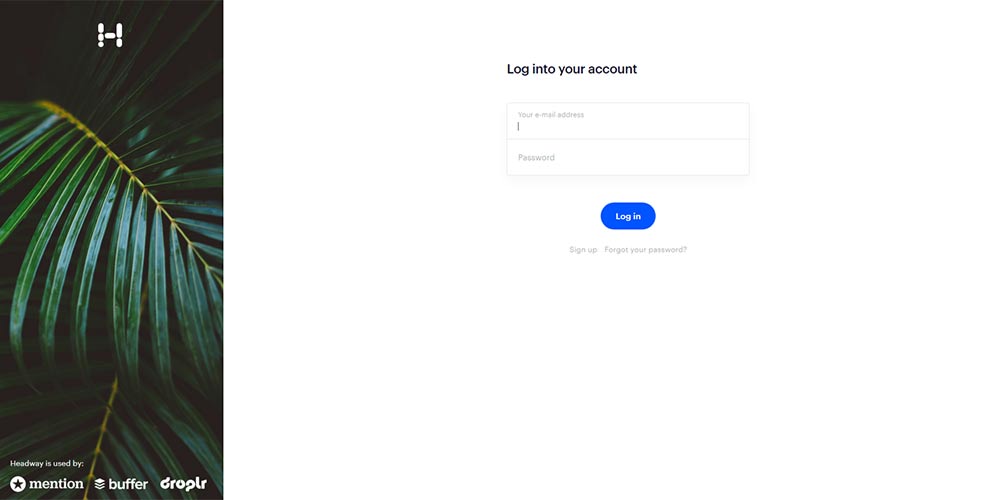 H
Log into your account
Your e-mail address
Password
Log in
Sign up Forgot your password?
Headway is used by:
mention buffer droplr